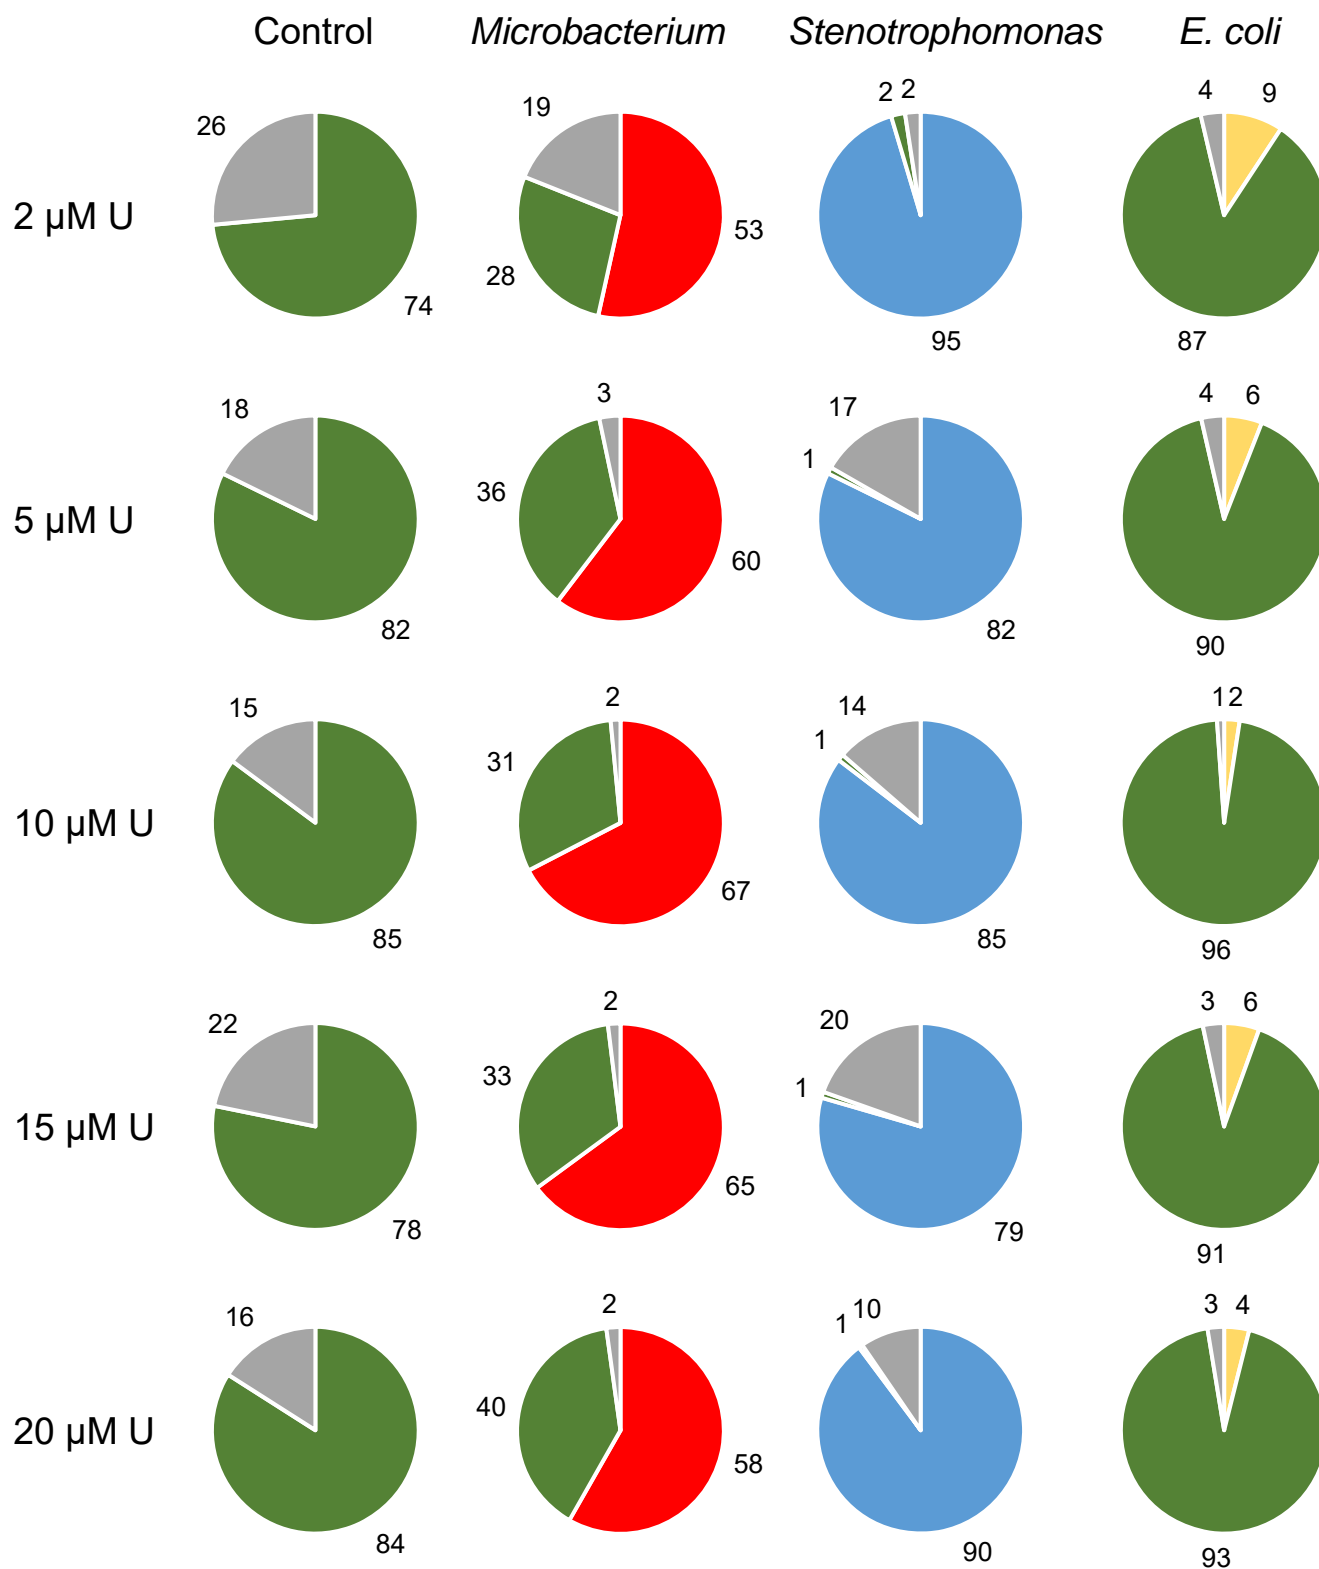 Control Microbacterium Stenotrophomonas E. coli
2 µM U
26 74
19 53 28
2 2 95
4 9 87
5 µM U
18 82
3 36 60
17 1 82
4 6 90
10 µM U
15 85
2 31 67
14 1 85
1 2 96
15 µM U
22 78
2 33 65
20 1 79
3 6 91
20 µM U
16 84
2 40 58
1 10 90
3 4 93